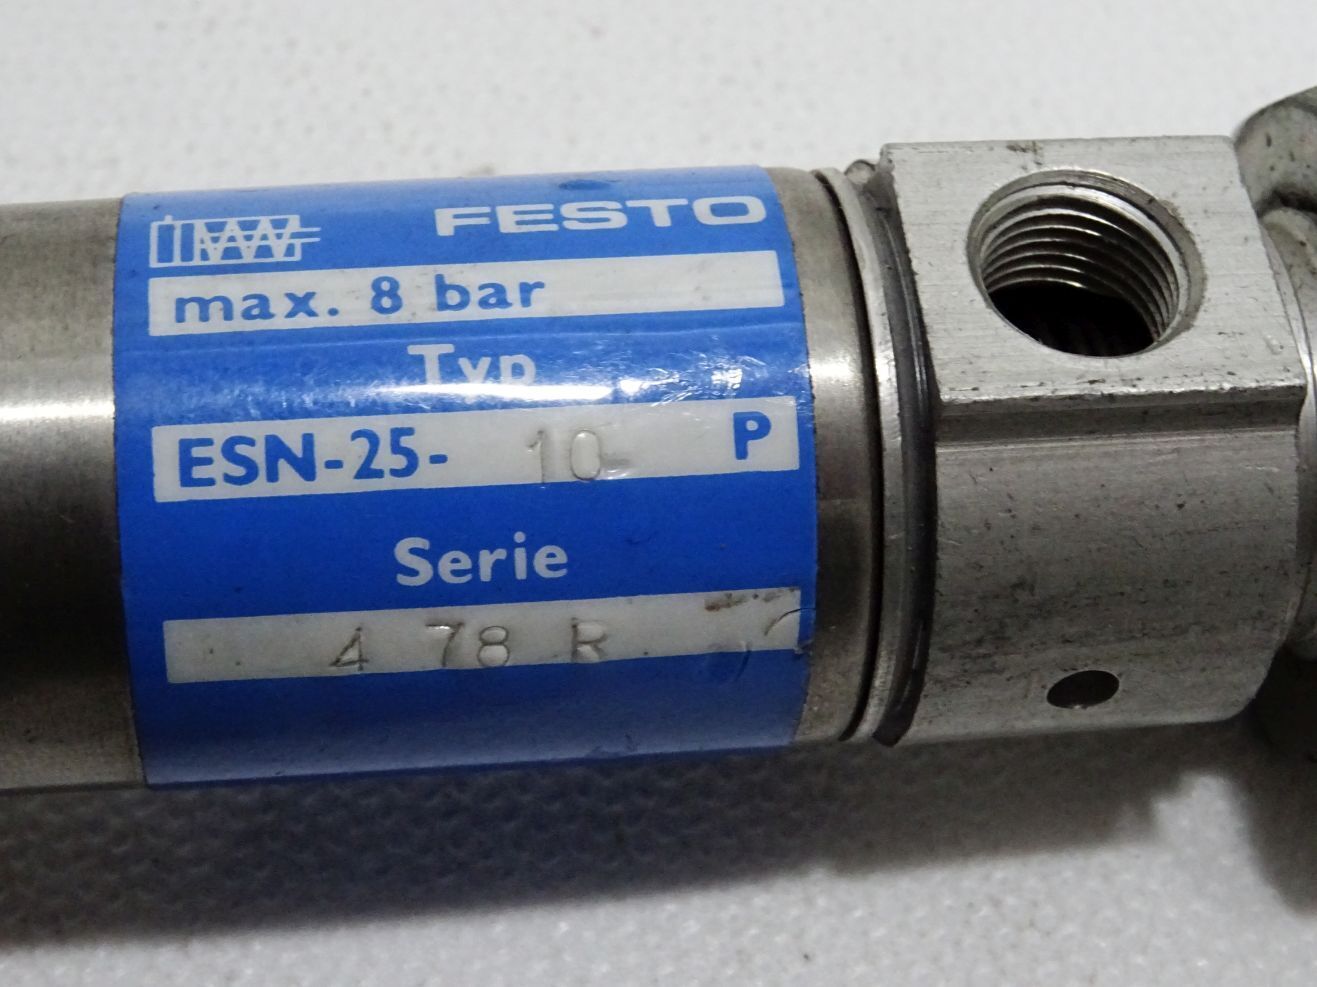 FESTO
max. 8 bar
Typ
ESN-25- 10 P
Serie
4 78 R